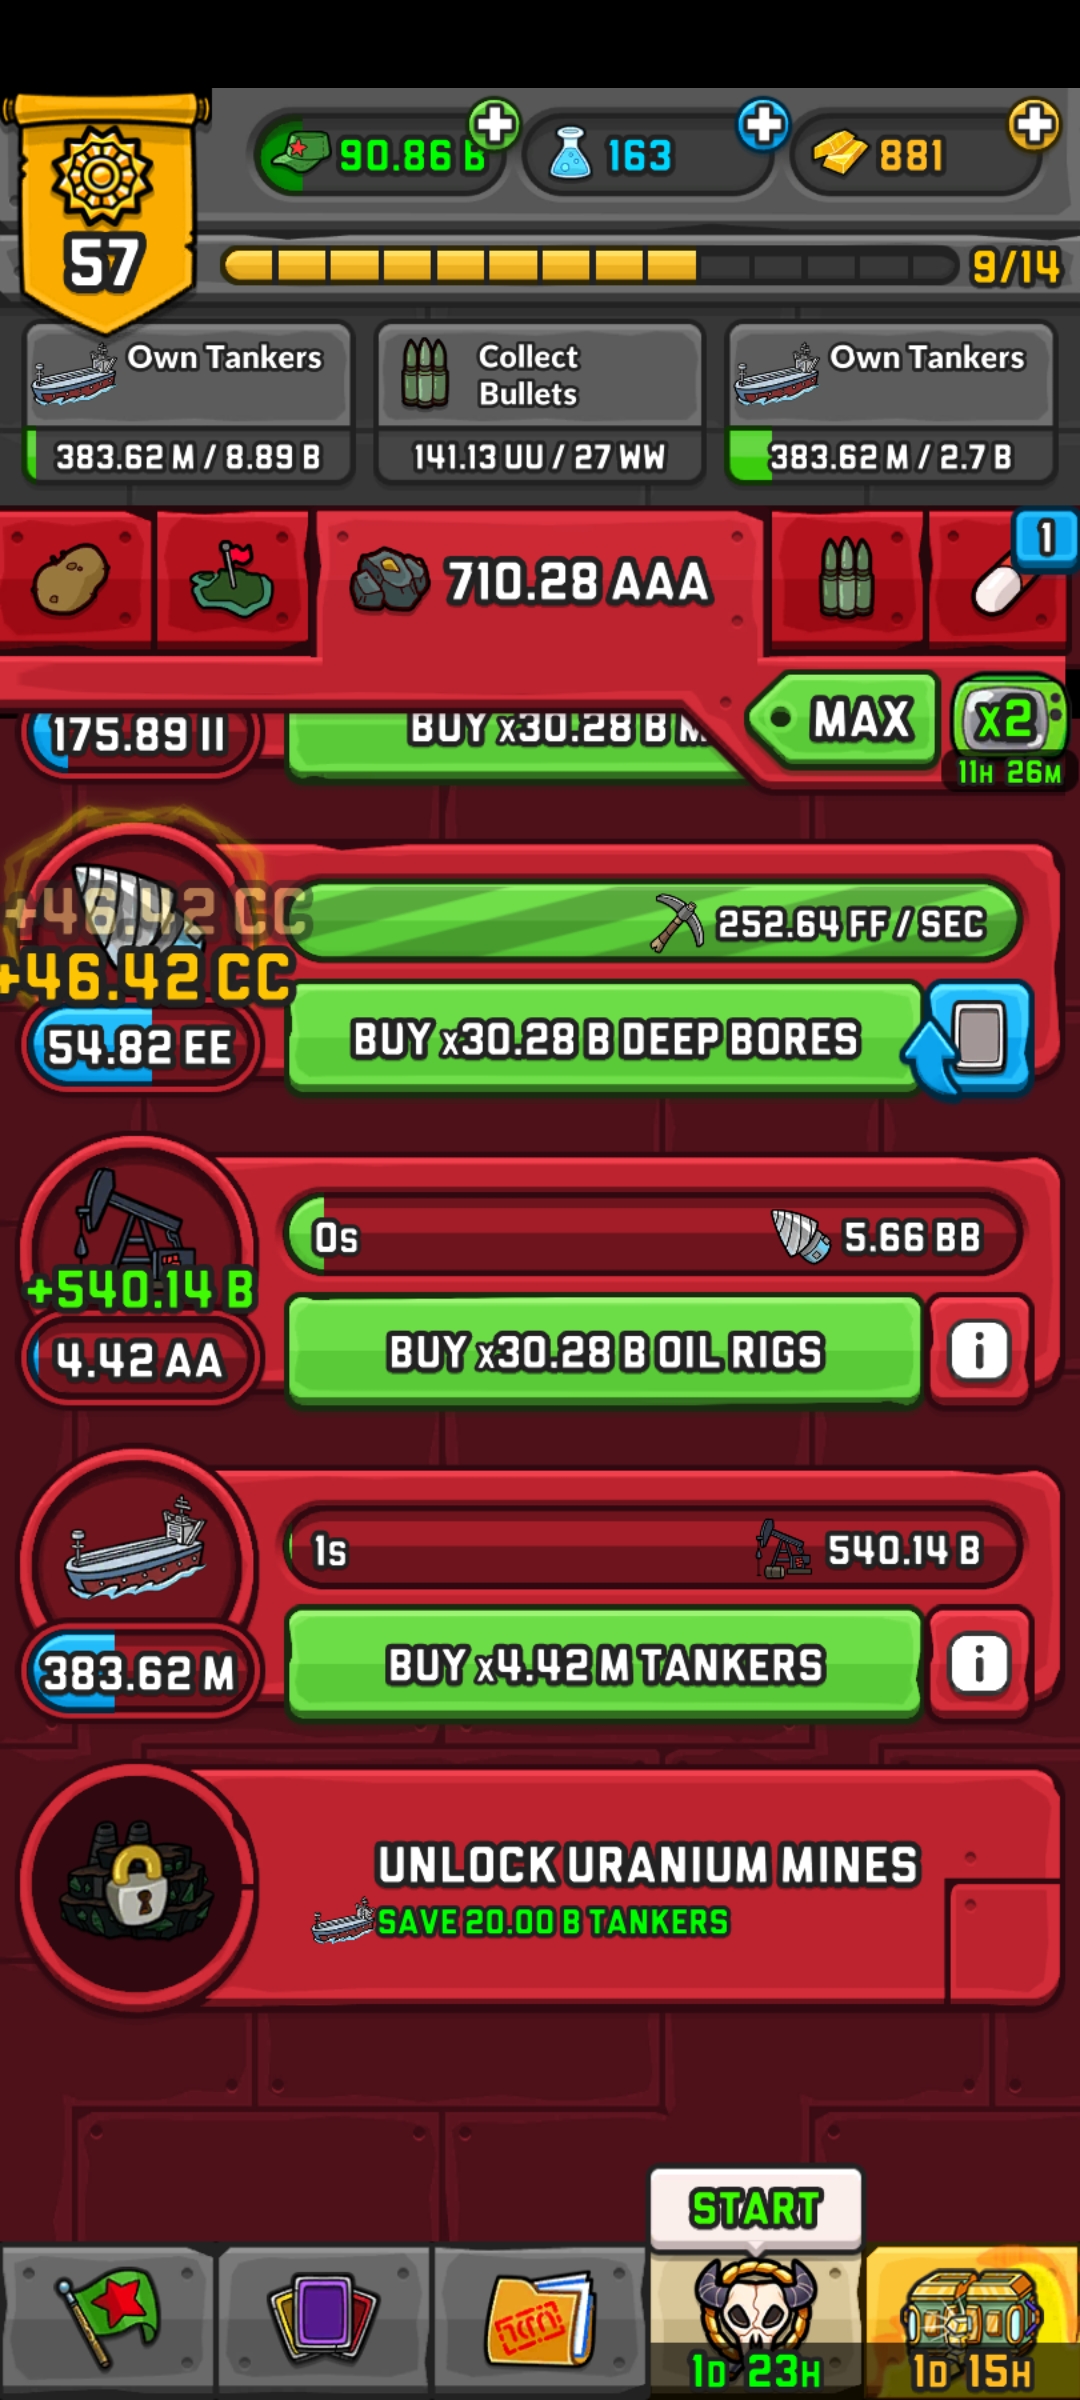 90.86 B
163
881
57
9/14
Own Tankers
383.62 M / 8.89 B
Collect
Bullets
141.13 UU / 27 WW
Own Tankers
383.62 M / 2.7 B
710.28 AAA
1
MAX
x2
11H 26M
175.89 II
BUY x30.28 B M
+46.42 CC
+46.42 CC
252.64 FF / SEC
54.82 EE
BUY x30.28 B DEEP BORES
0s
5.66 BB
+540.14 B
4.42 AA
BUY x30.28 B OIL RIGS
i
1s
540.14 B
383.62 M
BUY x4.42 M TANKERS
i
UNLOCK URANIUM MINES
SAVE 20.00 B TANKERS
START
1D 23H
1D 15H